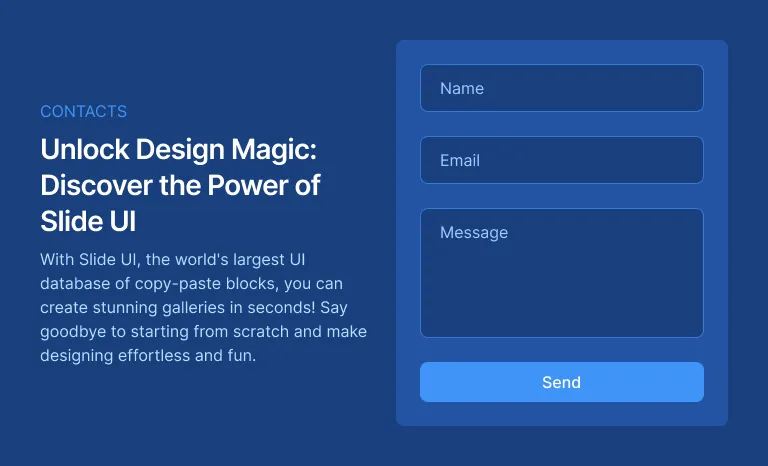 CONTACTS
Unlock Design Magic:
Discover the Power of
Slide UI
With Slide UI, the world's largest UI
database of copy-paste blocks, you can
create stunning galleries in seconds! Say
goodbye to starting from scratch and make
designing effortless and fun.
Name
Email
Message
Send